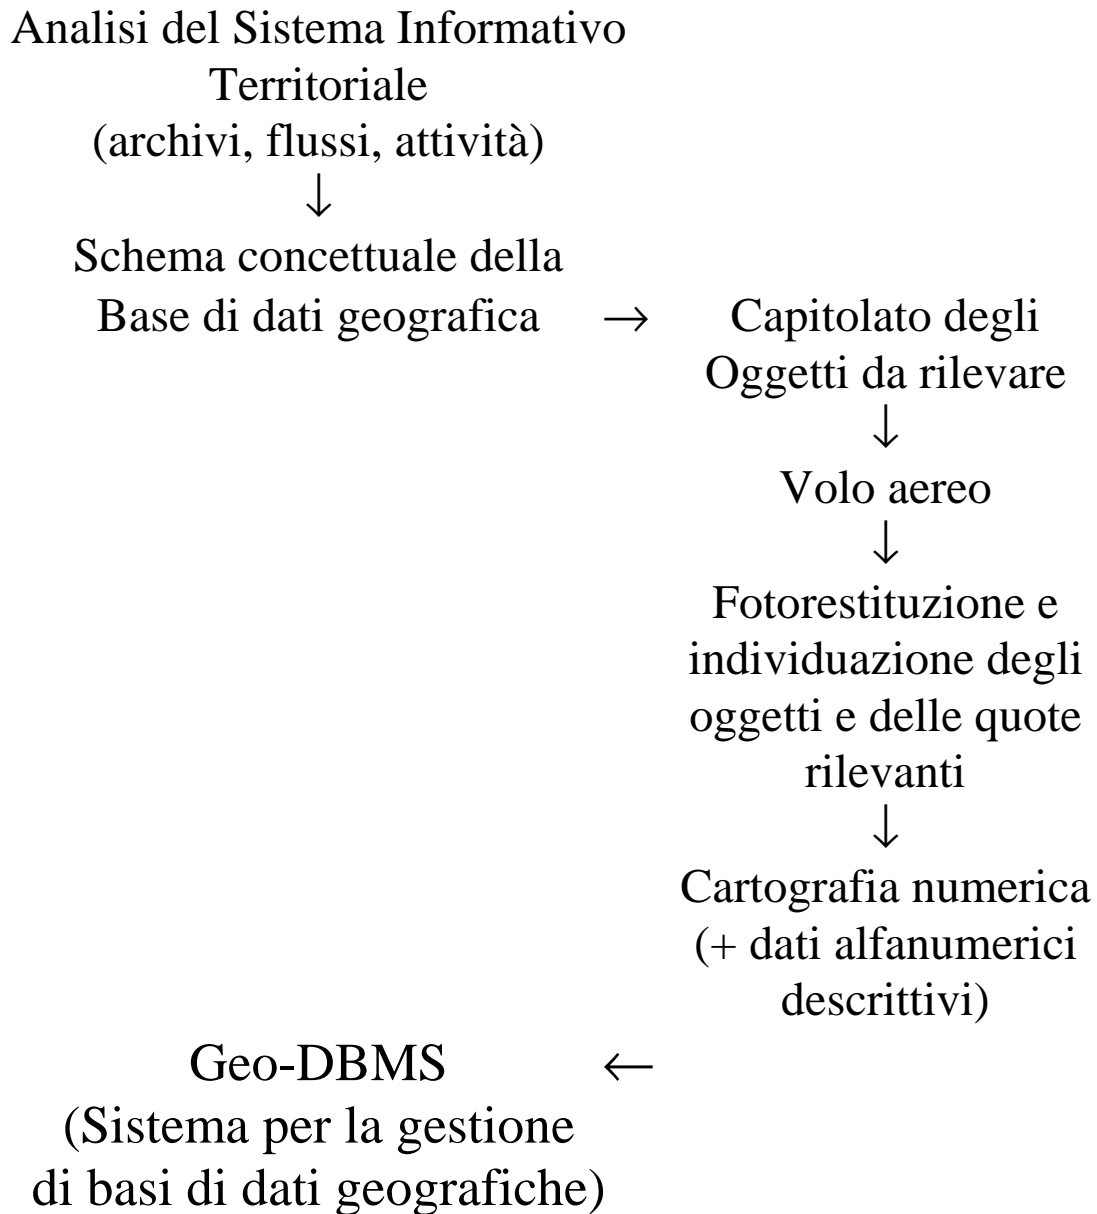 Analisi del Sistema Informativo
Territoriale
(archivi, flussi, attività)
↓
Schema concettuale della
Base di dati geografica → Capitolato degli
Oggetti da rilevare
↓
Volo aereo
↓
Fotorestituzione e
individuazione degli
oggetti e delle quote
rilevanti
↓
Cartografia numerica
(+ dati alfanumerici
descrittivi)
Geo-DBMS ←
(Sistema per la gestione
di basi di dati geografiche)